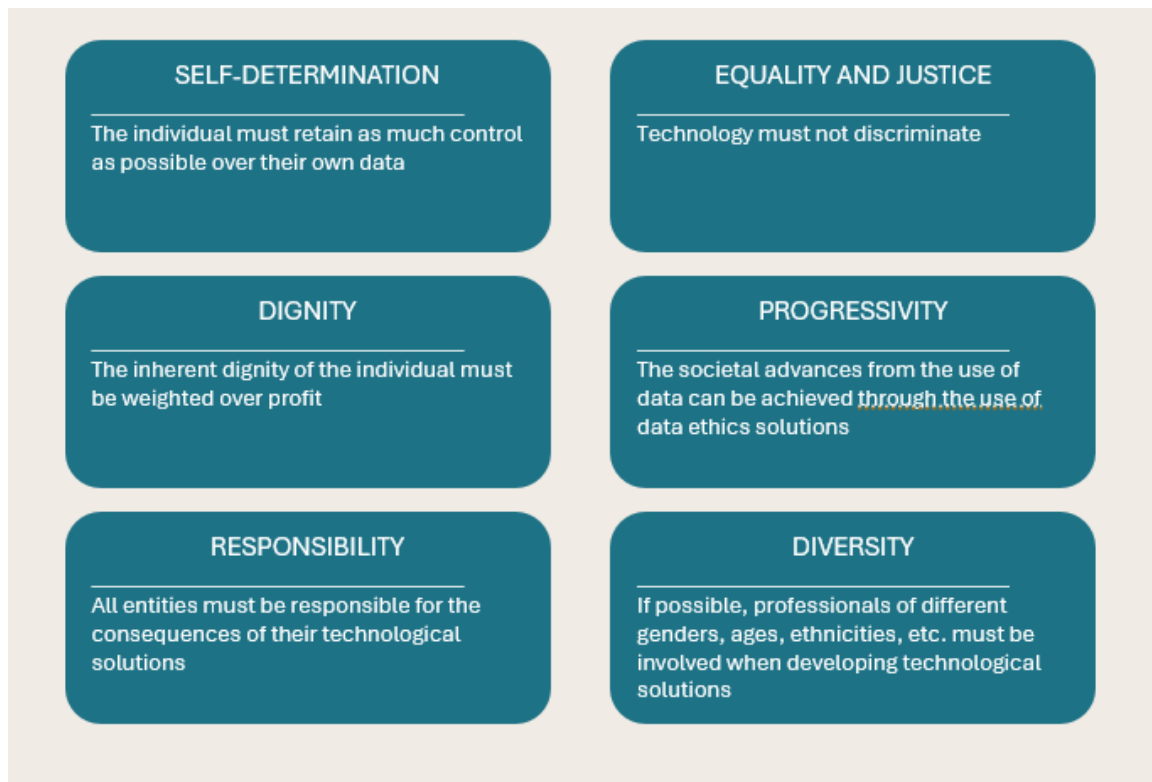 SELF-DETERMINATION
The individual must retain as much control
as possible over their own data
EQUALITY AND JUSTICE
Technology must not discriminate
DIGNITY
The inherent dignity of the individual must
be weighted over profit
PROGRESSIVITY
The societal advances from the use of
data can be achieved through the use of
data ethics solutions
RESPONSIBILITY
All entities must be responsible for the
consequences of their technological
solutions
DIVERSITY
If possible, professionals of different
genders, ages, ethnicities, etc. must be
involved when developing technological
solutions